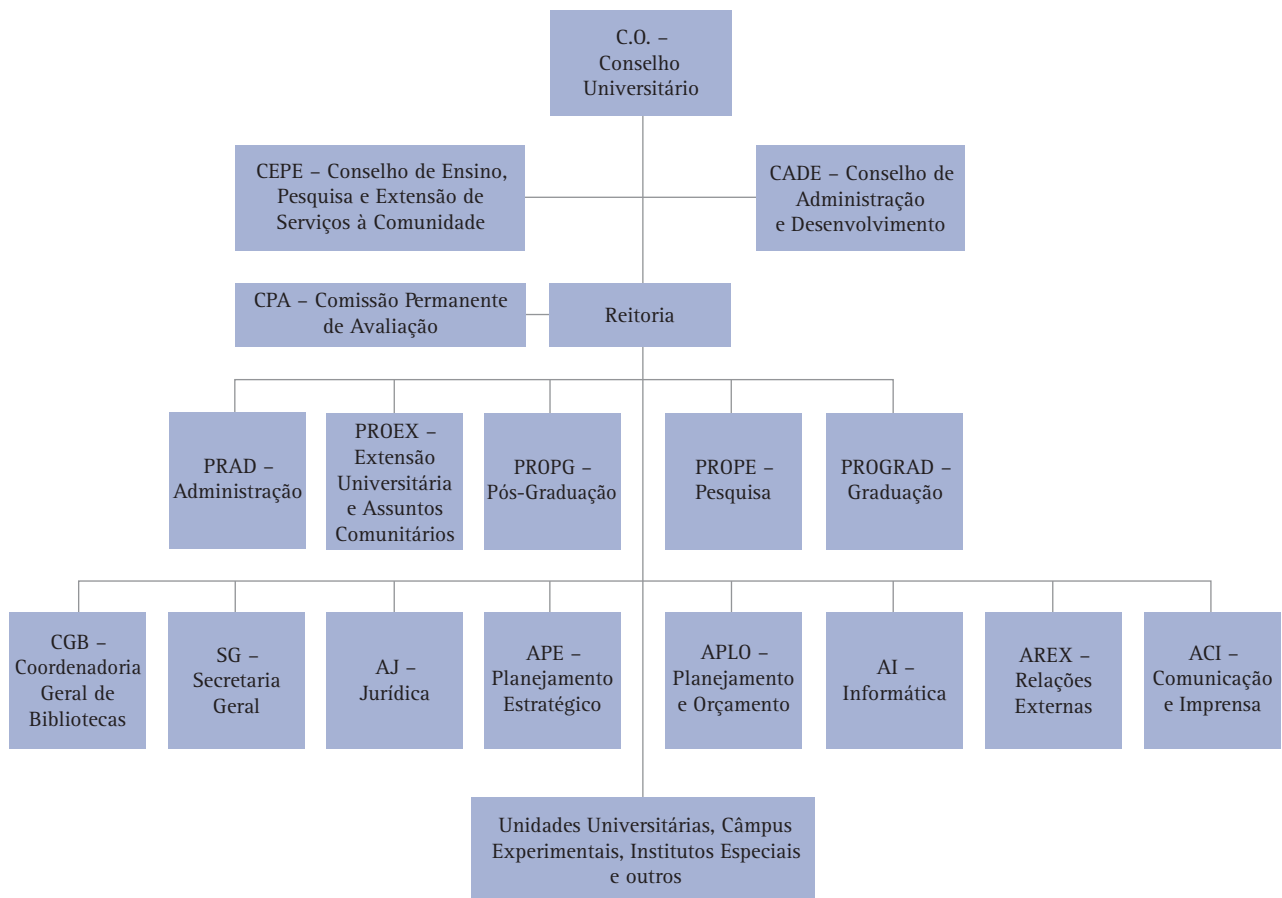 C.O. –
Conselho
Universitário
CEPE – Conselho de Ensino,
Pesquisa e Extensão de
Serviços à Comunidade
CADE – Conselho de
Administração
e Desenvolvimento
CPA – Comissão Permanente
de Avaliação
Reitoria
PRAD –
Administração
PROEX –
Extensão
Universitária
e Assuntos
Comunitários
PROPG –
Pós-Graduação
PROPE –
Pesquisa
PROGRAD –
Graduação
CGB –
Coordenadoria
Geral de
Bibliotecas
SG –
Secretaria
Geral
AJ –
Jurídica
APE –
Planejamento
Estratégico
APLO –
Planejamento
e Orçamento
AI –
Informática
AREX –
Relações
Externas
ACI –
Comunicação
e Imprensa
Unidades Universitárias, Câmpus
Experimentais, Institutos Especiais
e outros